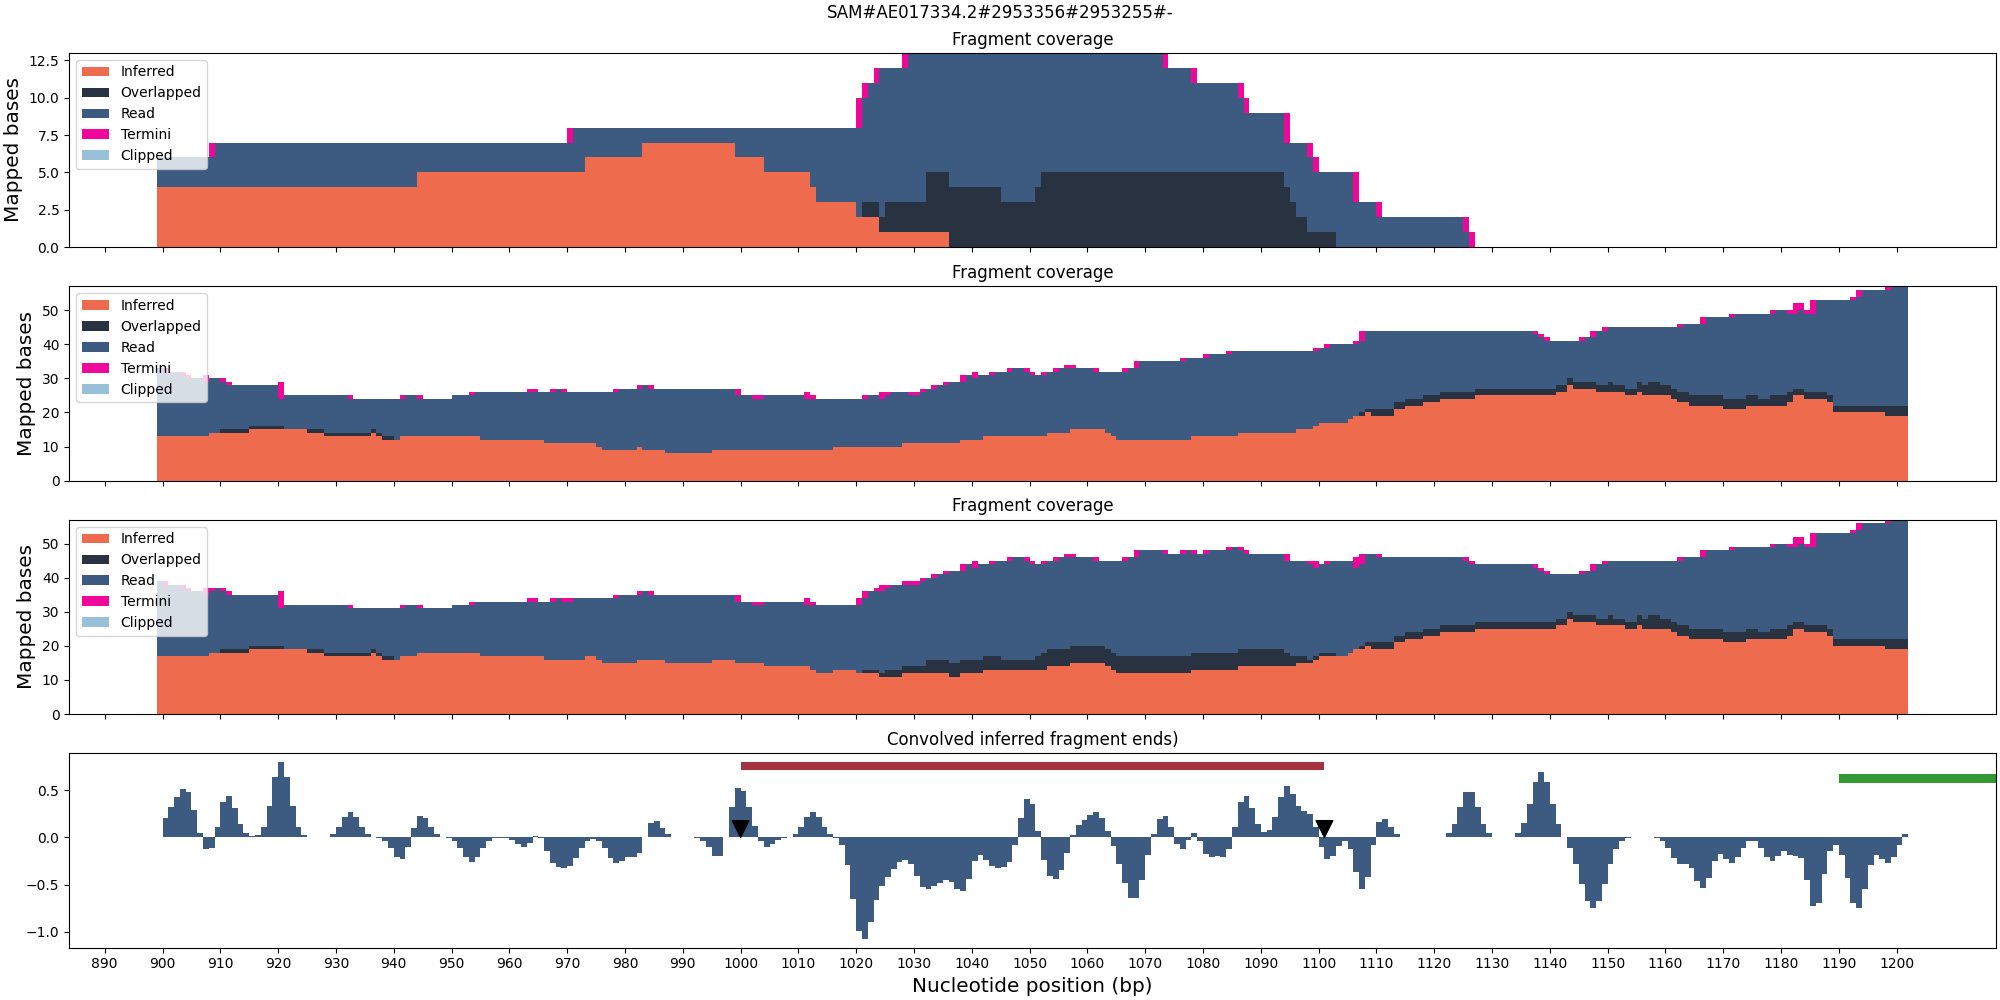 SAM#AE017334.2#2953356#2953255#-
Fragment coverage
Mapped bases
12.5
10.0
7.5
5.0
2.5
0.0
Inferred
Overlapped
Read
Termini
Clipped
Fragment coverage
Mapped bases
50
40
30
20
10
0
Inferred
Overlapped
Read
Termini
Clipped
Fragment coverage
Mapped bases
50
40
30
20
10
0
Inferred
Overlapped
Read
Termini
Clipped
Convolved inferred fragment ends)
0.5
0.0
−0.5
−1.0
890 900 910 920 930 940 950 960 970 980 990 1000 1010 1020 1030 1040 1050 1060 1070 1080 1090 1100 1110 1120 1130 1140 1150 1160 1170 1180 1190 1200
Nucleotide position (bp)